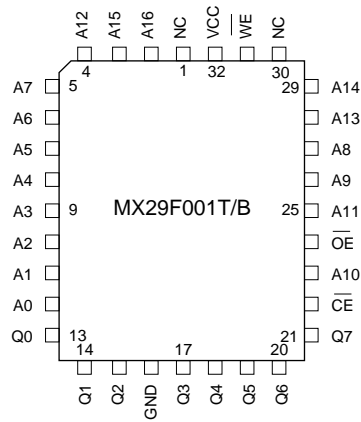 A12 A15 A16 NC VCC WE NC
4 1 32 30
A7 5 29 A14
A6 A13
A5 A8
A4 A9
A3 9 MX29F001T/B 25 A11
A2 OE
A1 A10
A0 CE
Q0 13 21 Q7
14 17 20
Q1 Q2 GND Q3 Q4 Q5 Q6